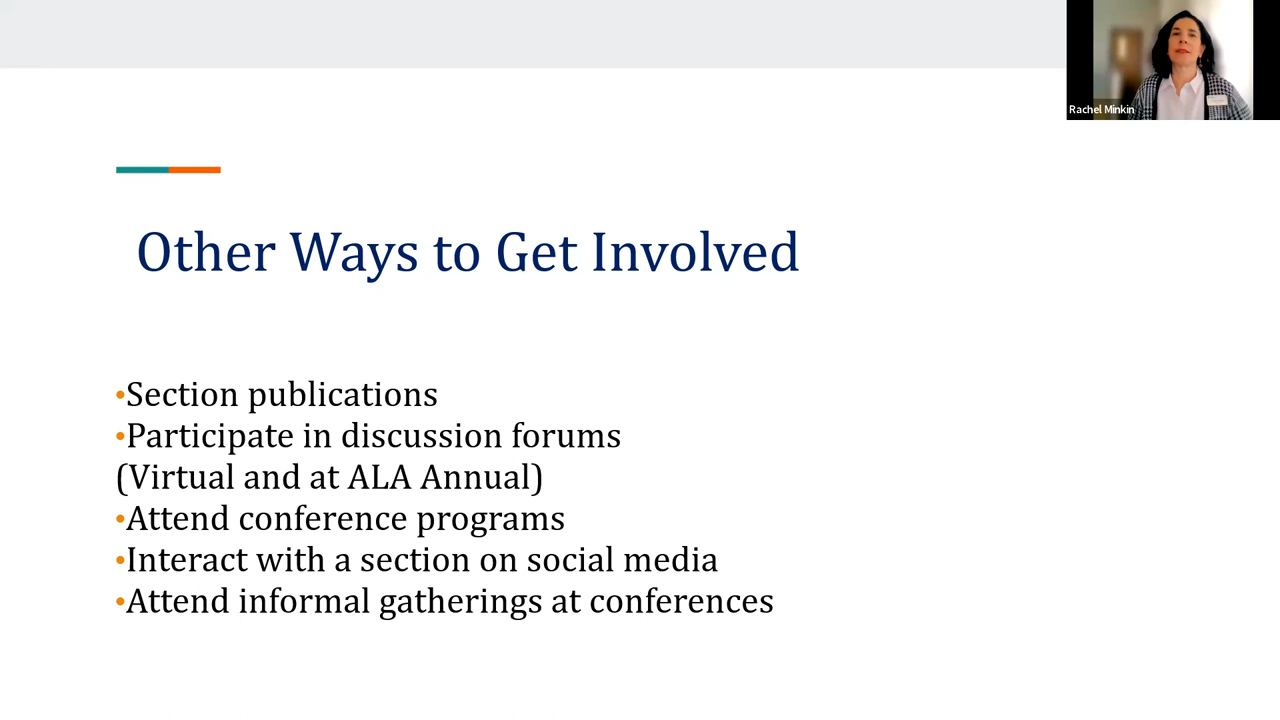 Rachel Minkin
Other Ways to Get Involved
•Section publications
•Participate in discussion forums
(Virtual and at ALA Annual)
•Attend conference programs
•Interact with a section on social media
•Attend informal gatherings at conferences